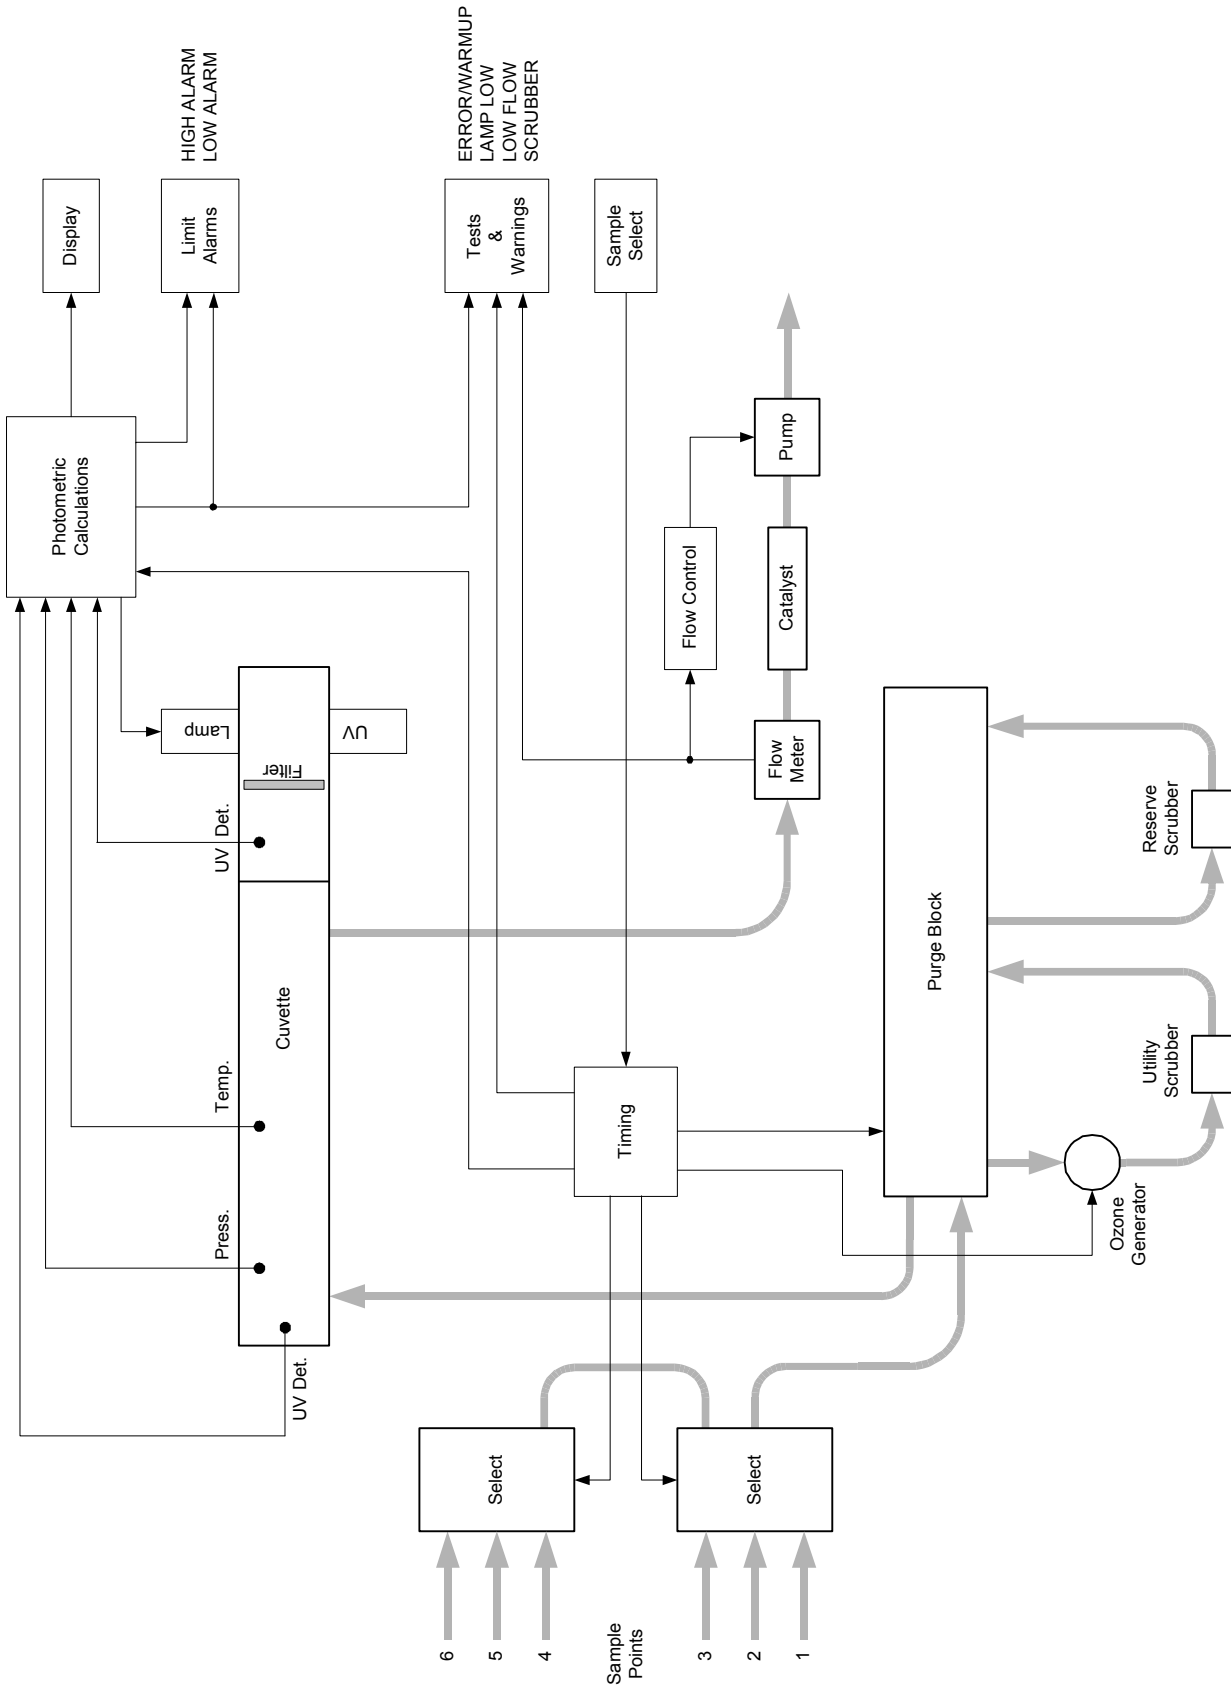 HIGH ALARM
LOW ALARM
ERROR/WARMUP
LAMP LOW
LOW FLOW
SCRUBBER
Display
Limit
Alarms
Tests
&
Warnings
Sample
Select
Photometric
Calculations
Pump
Flow Control
Catalyst
Lamp
UV
Filter
Flow
Meter
UV Det.
Reserve
Scrubber
Purge Block
Cuvette
Temp.
Timing
Utility
Scrubber
Press.
Ozone
Generator
UV Det.
Select
Select
6
5
4
Sample
Points
3
2
1